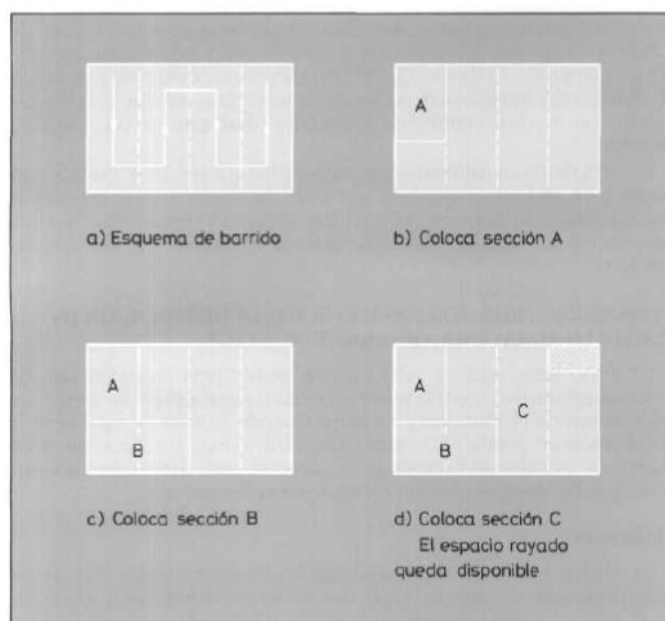 a) Esquema de barrido
A
b) Coloca sección A
A
B
c) Coloca sección B
A
B
C
d) Coloca sección C
El espacio rayado
queda disponible